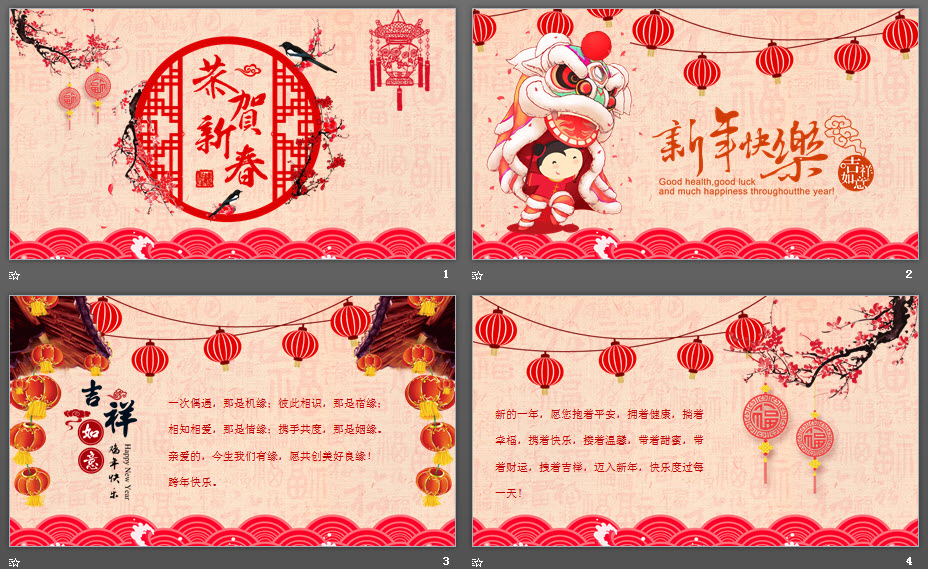 恭賀新春
1
新年快樂
Good health,good luck
and much happiness throughoutthe year!
吉祥如意
2
吉祥如意
鸡年快乐
Happy New Year
一次偶遇，那是机缘；彼此相识，那是宿缘；
相知相爱，那是情缘；携手共度，那是姻缘。
亲爱的，今生我们有缘，愿共创美好良缘！
跨年快乐。
3
新的一年，愿您抱着平安，拥着健康，揣着
幸福，携着快乐，搂着温馨，带着甜蜜，带
着财运，拽着吉祥，迈入新年，快乐度过每
一天！
4